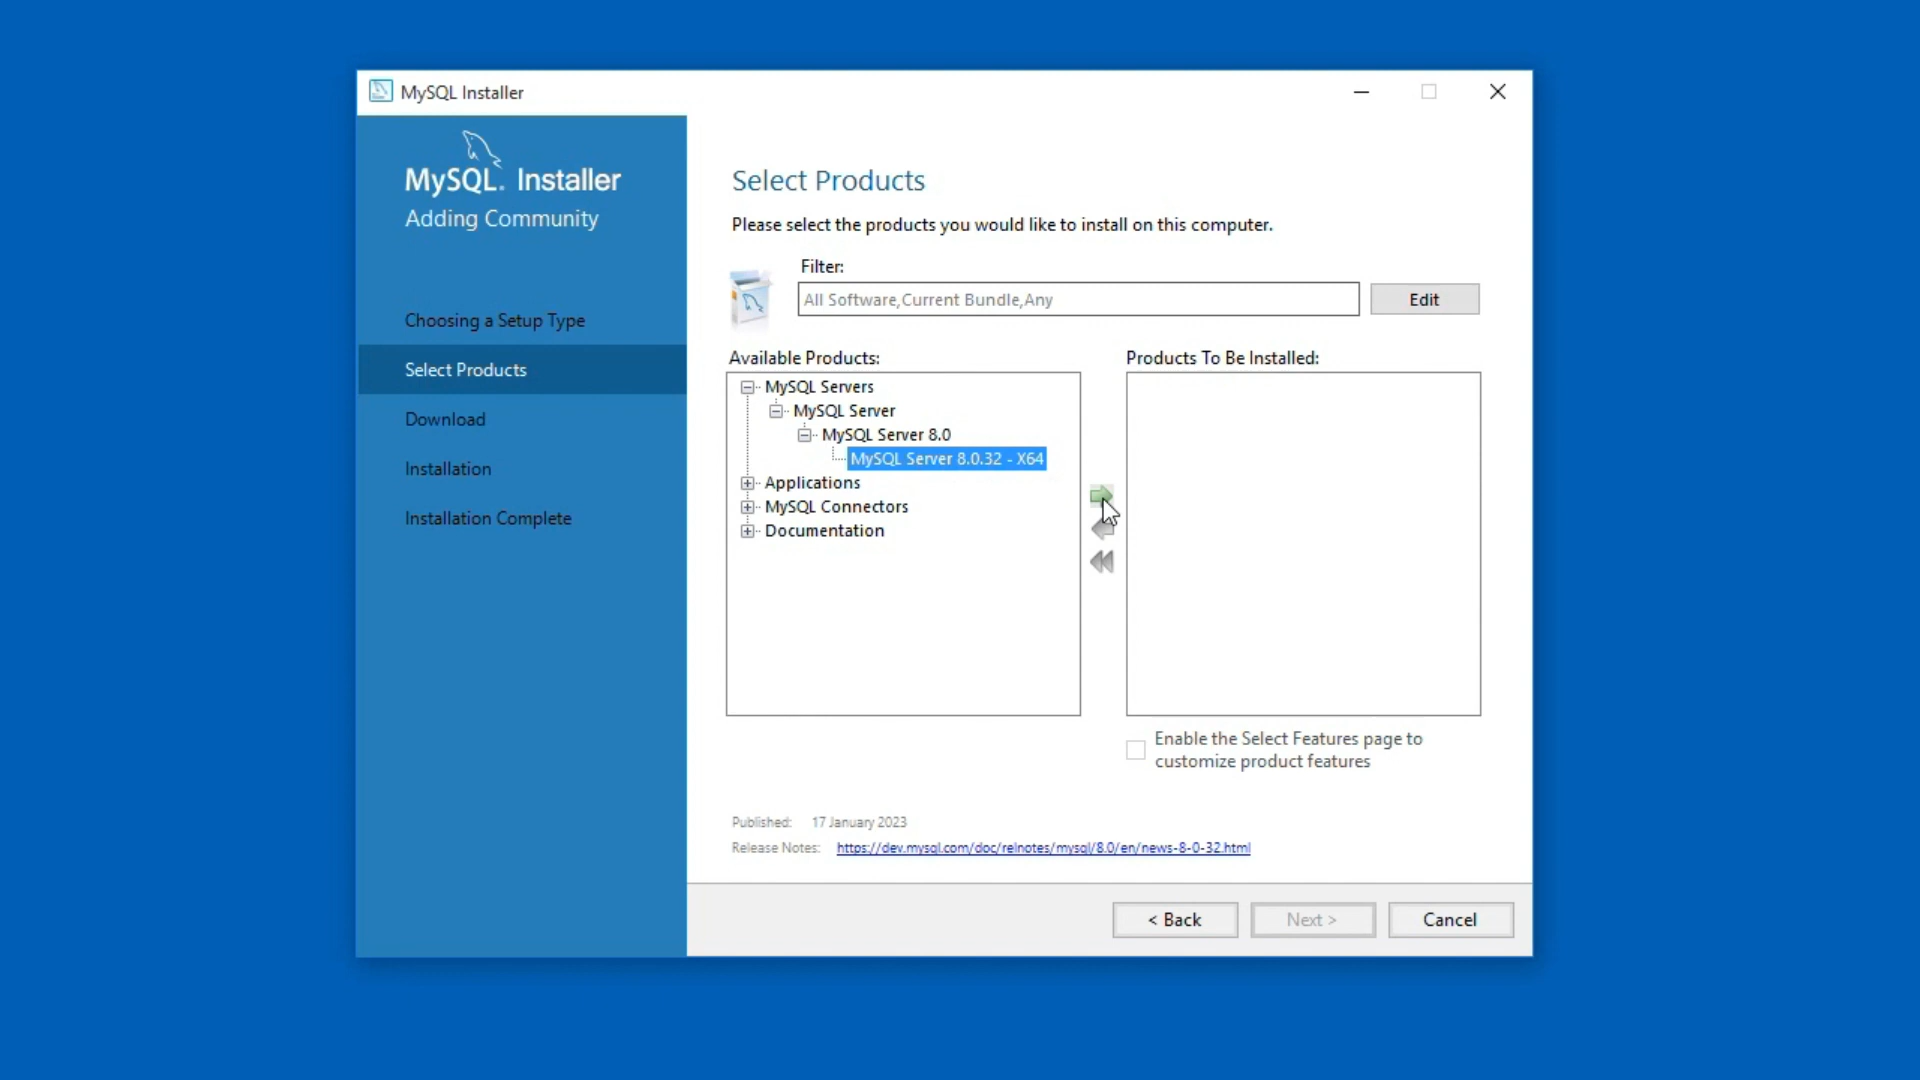 MySQL Installer
MySQL. Installer
Adding Community
Choosing a Setup Type
Select Products
Download
Installation
Installation Complete
Select Products
Please select the products you would like to install on this computer.
Filter:
All Software,Current Bundle,Any
Edit
Available Products:
MySQL Servers
MySQL Server
MySQL Server 8.0
MySQL Server 8.0.32 - X64
Applications
MySQL Connectors
Documentation
Products To Be Installed:
Enable the Select Features page to
customize product features
Published: 17 January 2023
Release Notes: https://dev.mysql.com/doc/relnotes/mysql/8.0/en/news-8-0-32.html
< Back
Next >
Cancel